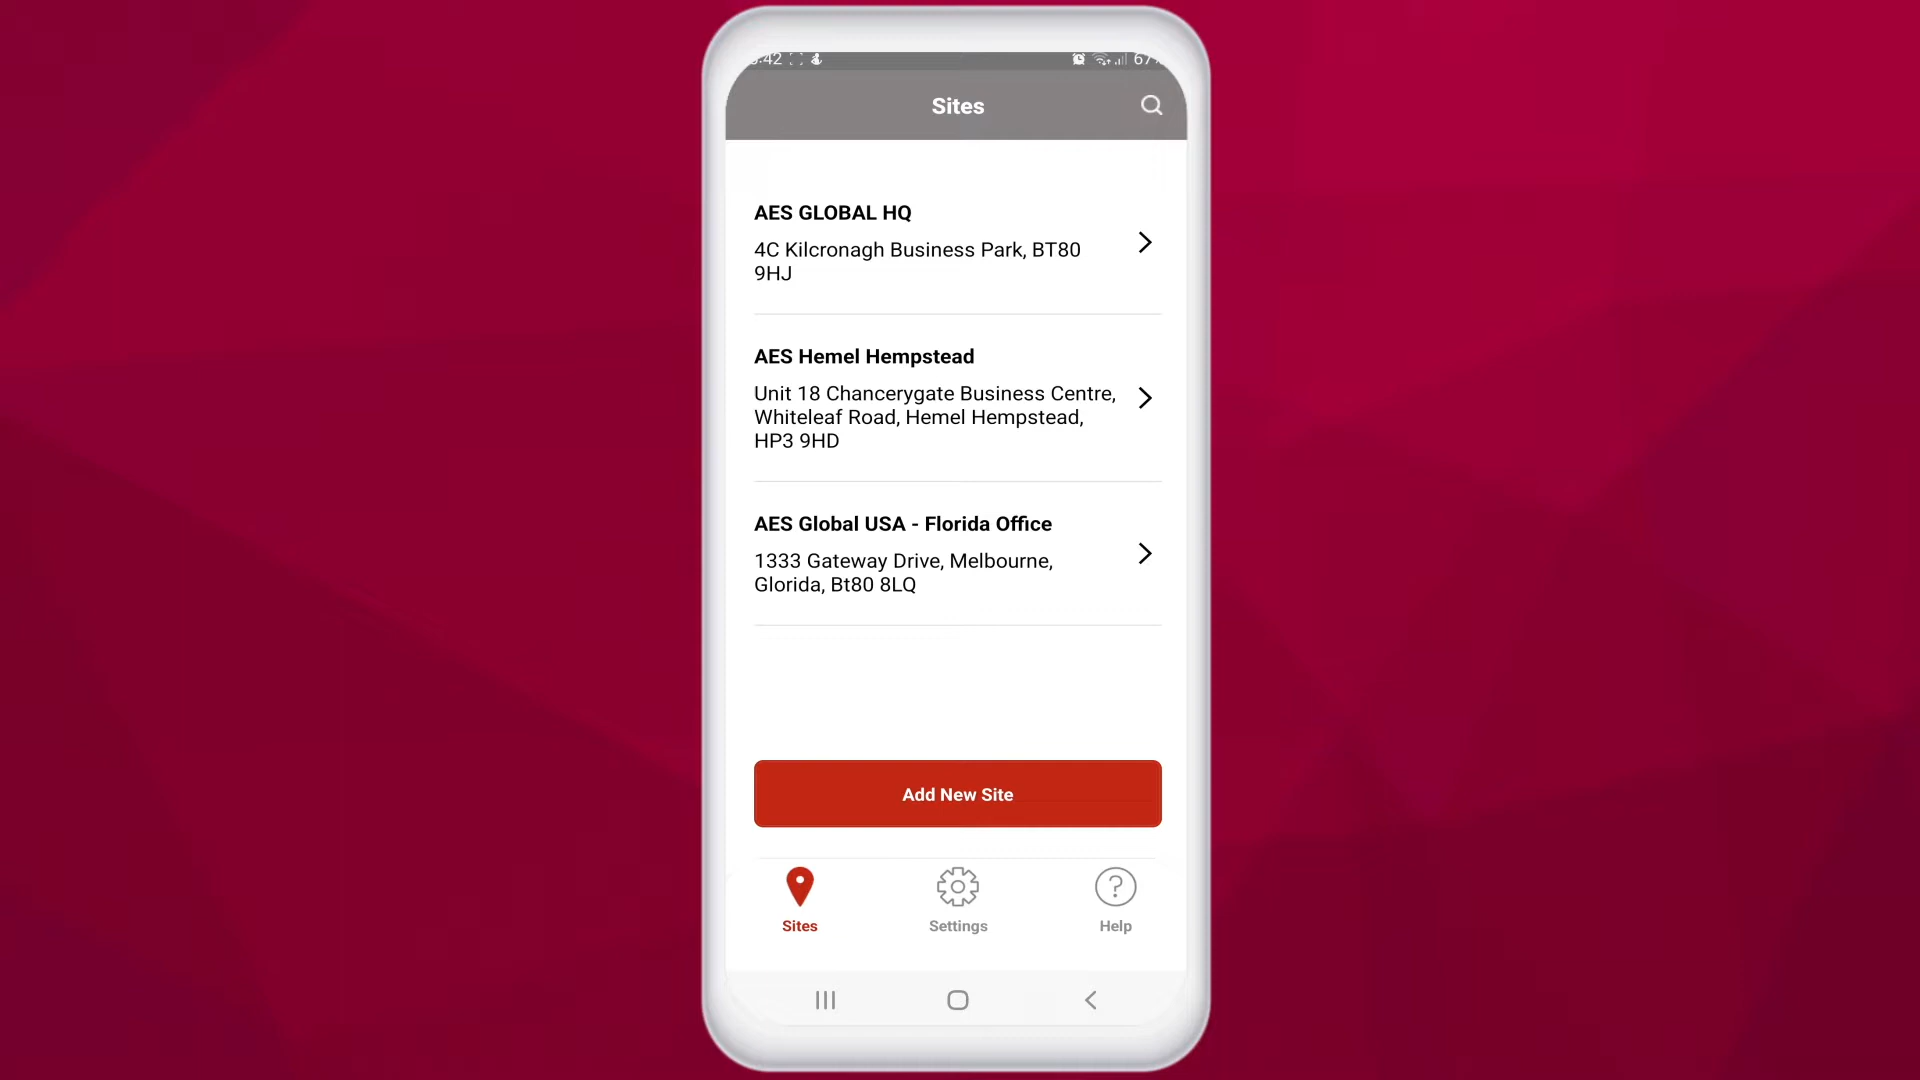 Sites
AES GLOBAL HQ
4C Kilcronagh Business Park, BT80
9HJ
AES Hemel Hempstead
Unit 18 Chancerygate Business Centre,
Whiteleaf Road, Hemel Hempstead,
HP3 9HD
AES Global USA - Florida Office
1333 Gateway Drive, Melbourne,
Glorida, Bt80 8LQ
Add New Site
Sites Settings Help